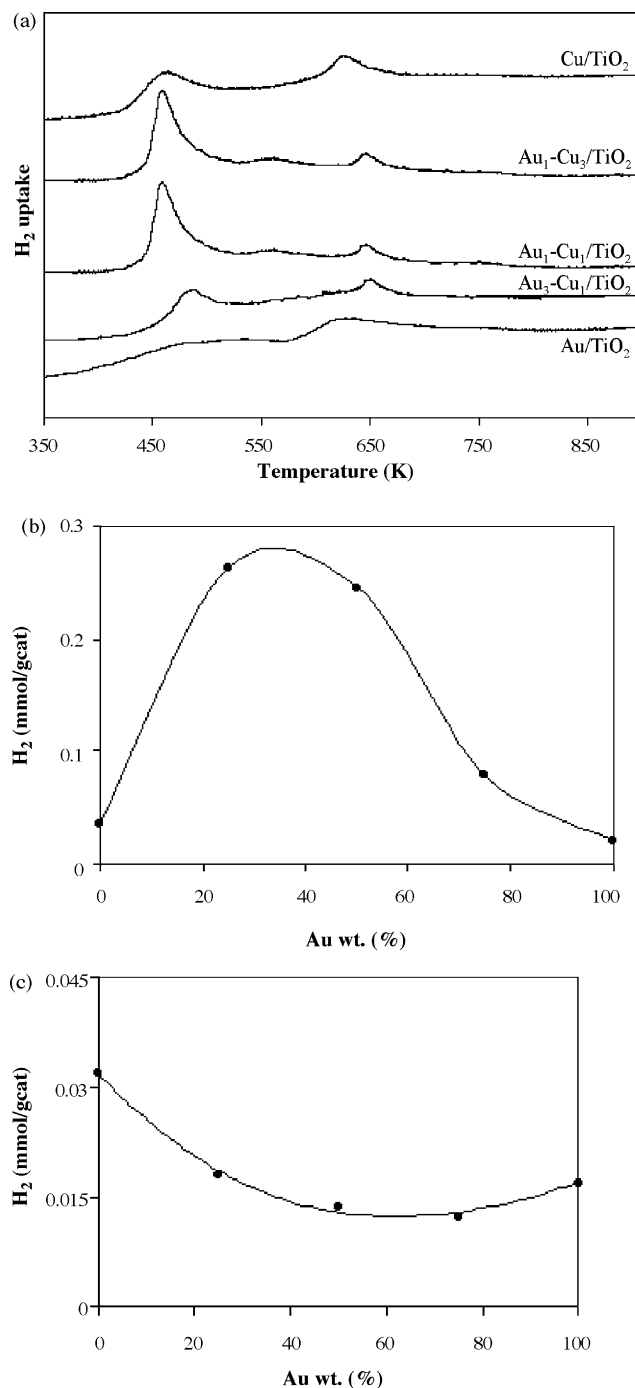 (a)
Cu/TiO₂
Au₁-Cu₃/TiO₂
Au₁-Cu₁/TiO₂
Au₃-Cu₁/TiO₂
Au/TiO₂
H₂ uptake
350 450 550 650 750 850
Temperature (K)
(b)
0.3
0.2
0.1
0
H₂ (mmol/gcat)
0 20 40 60 80 100
Au wt. (%)
(c)
0.045
0.03
0.015
0
H₂ (mmol/gcat)
0 20 40 60 80 100
Au wt. (%)